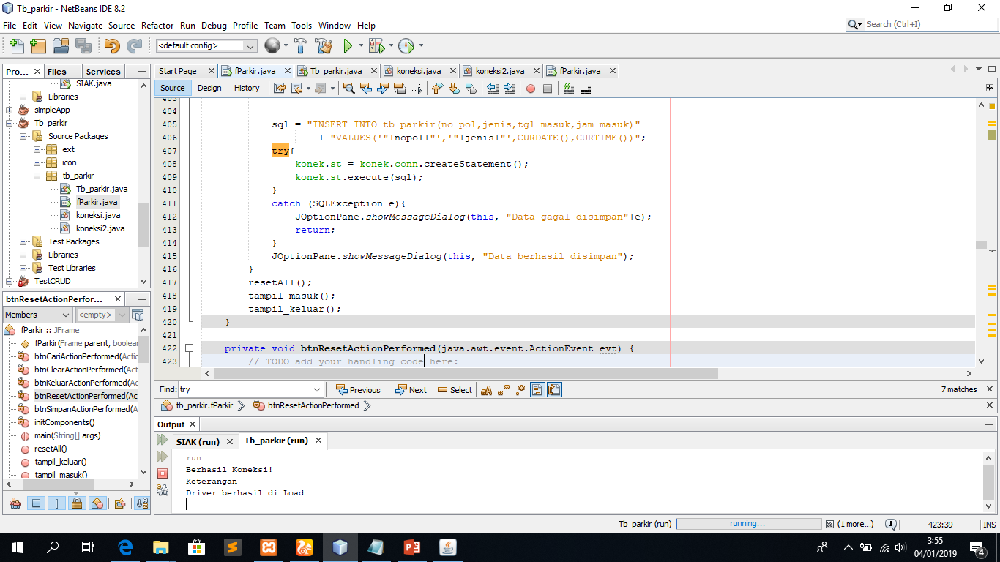 Tb_parkir - NetBeans IDE 8.2
File Edit View Navigate Source Refactor Run Debug Profile Team Tools Window Help
Search (Ctrl+I)
<default config>
Pro... Files Services
SIAK.java
Libraries
simpleApp
Tb_parkir
Source Packages
ext
icon
tb_parkir
Tb_parkir.java
fParkir.java
koneksi.java
koneksi2.java
Test Packages
Libraries
Test Libraries
TestCRUD
btnResetActionPerfor...
Members <empty>
fParkir :: JFrame
fParkir(Frame parent, boolean
btnCariActionPerformed(Actio
btnClearActionPerformed(Act
btnKeluarActionPerformed(Ac
btnResetActionPerformed(Ac
btnSimpanActionPerformed(A
initComponents()
main(String[] args)
resetAll()
tampil_keluar()
tampil_masuk()
Start Page fParkir.java Tb_parkir.java koneksi.java koneksi2.java fParkir.java
Source Design History
403
404
405 sql = "INSERT INTO tb_parkir(no_pol,jenis,tgl_masuk,jam_masuk)"
406 + "VALUES('"+nopol+"','"+jenis+"',CURDATE(),CURTIME())";
407 try{
408 konek.st = konek.conn.createStatement();
409 konek.st.execute(sql);
410 }
411 catch (SQLException e){
412 JOptionPane.showMessageDialog(this, "Data gagal disimpan"+e);
413 return;
414 }
415 JOptionPane.showMessageDialog(this, "Data berhasil disimpan");
416 }
417 resetAll();
418 tampil_masuk();
419 tampil_keluar();
420 }
421
422 private void btnResetActionPerformed(java.awt.event.ActionEvent evt) {
423 // TODO add your handling code here:
Find: try Previous Next Select aA 7 matches
tb_parkir.fParkir btnResetActionPerformed
Output
SIAK (run) Tb_parkir (run)
run:
Berhasil Koneksi!
Keterangan
Driver berhasil di Load
Tb_parkir (run) running... (1 more...) 1 423:39 INS
3:55
04/01/2019
4